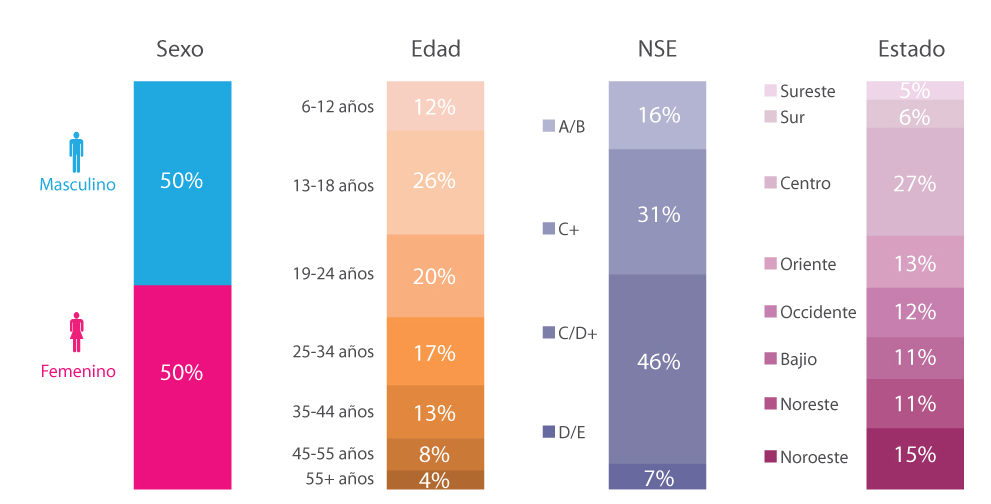 Sexo
Masculino
50%
Femenino
50%
Edad
6-12 años
12%
13-18 años
26%
19-24 años
20%
25-34 años
17%
35-44 años
13%
45-55 años
8%
55+ años
4%
NSE
A/B
16%
C+
31%
C/D+
46%
D/E
7%
Estado
Sureste
5%
Sur
6%
Centro
27%
Oriente
13%
Occidente
12%
Bajio
11%
Noreste
11%
Noroeste
15%